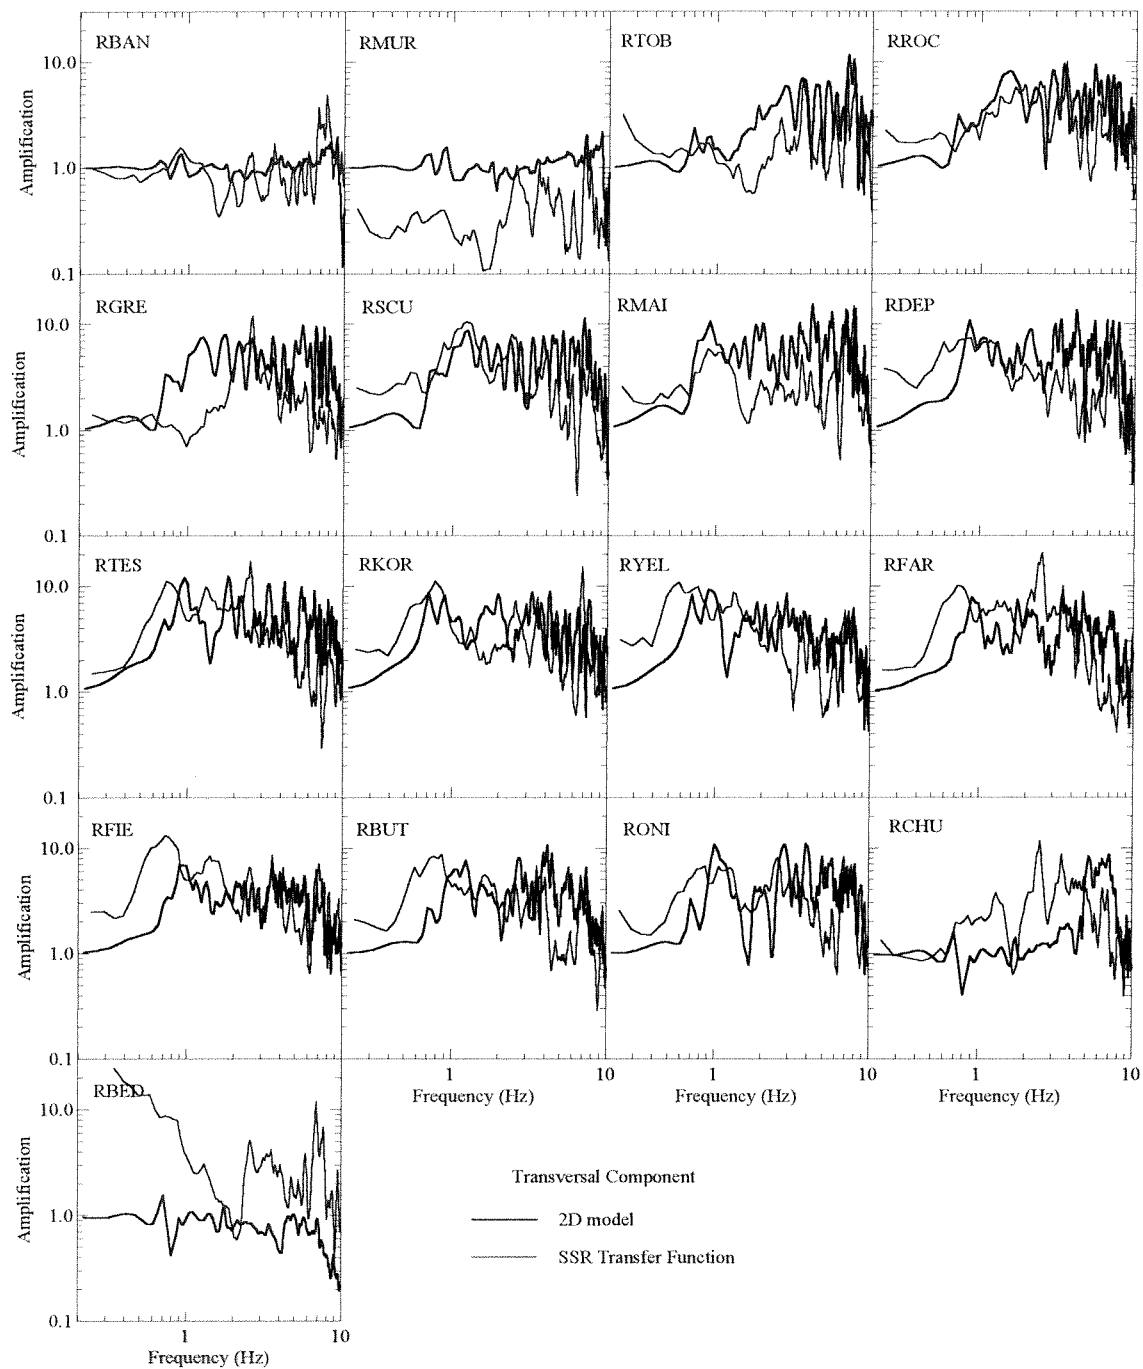 RBAN RMUR RTOB RROC
10.0
Amplification
1.0
0.1
RGRE RSCU RMAI RDEP
10.0
Amplification
1.0
0.1
RTES RKOR RYEL RFAR
10.0
Amplification
1.0
0.1
RFIE RBUT RONI RCHU
10.0
Amplification
1.0
0.1
1 10 1 10 1 10
Frequency (Hz) Frequency (Hz) Frequency (Hz)
RBED
10.0
Amplification
1.0
0.1
1 10
Frequency (Hz)
Transversal Component
2D model
SSR Transfer Function